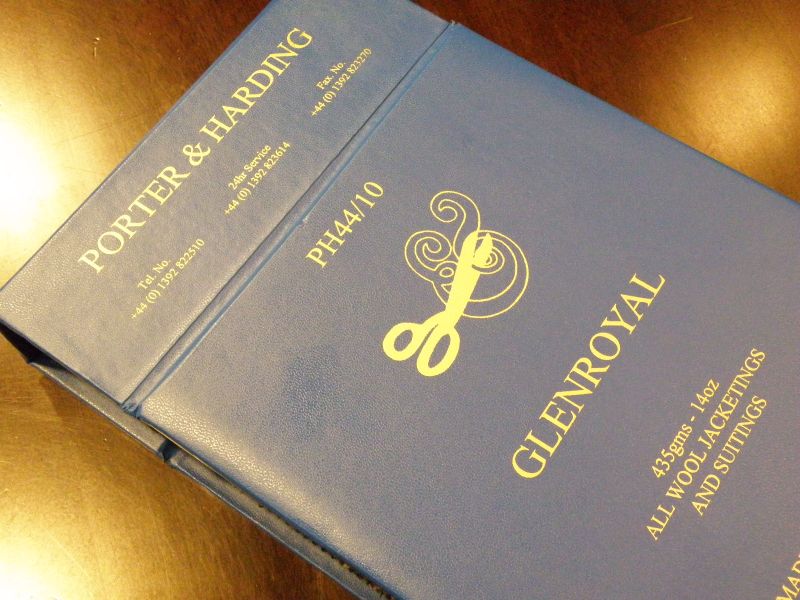 PORTER & HARDING
Tel. No.
+44 (0) 1392 822510
24hr Service
+44 (0) 1392 823614
Fax. No.
+44 (0) 1392 823270
PH44/10
GLENROYAL
435gms - 14oz
ALL WOOL JACKETINGS
AND SUITINGS